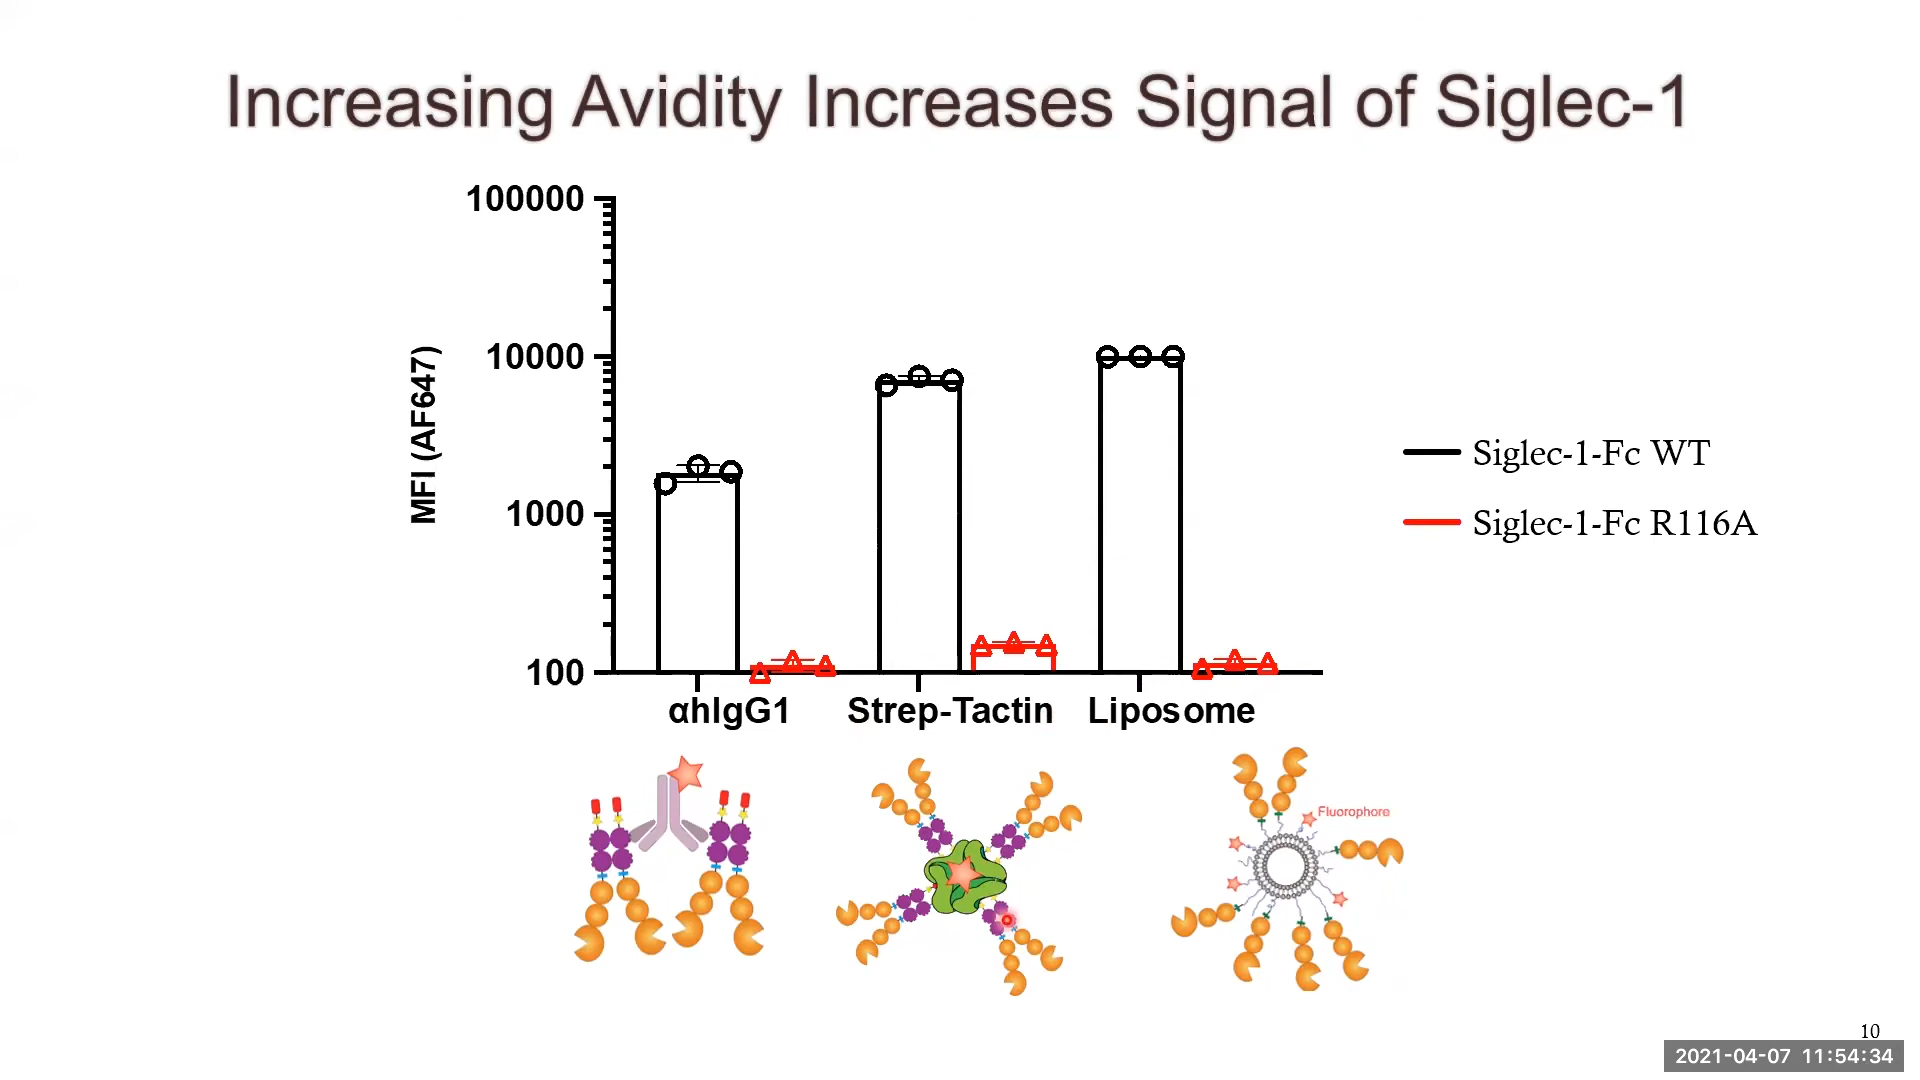 Increasing Avidity Increases Signal of Siglec-1
100000
10000
1000
100
MFI (AF647)
αhIgG1
Strep-Tactin
Liposome
Siglec-1-Fc WT
Siglec-1-Fc R116A
Fluorophore
10
2021-04-07 11:54:34